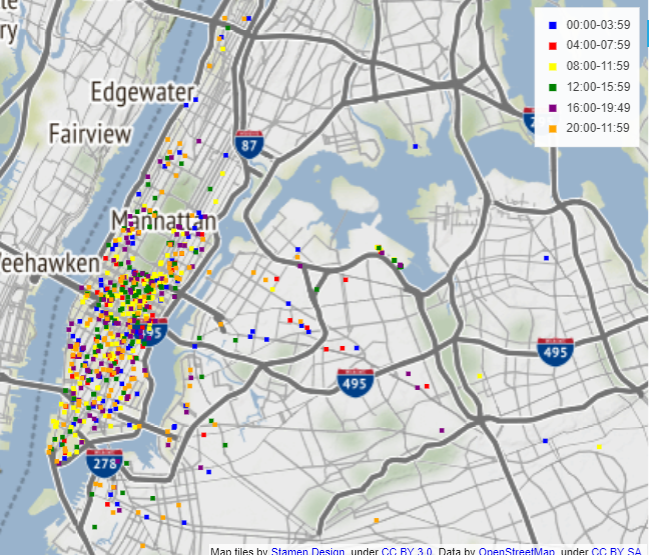 00:00-03:59
04:00-07:59
08:00-11:59
12:00-15:59
16:00-19:49
20:00-11:59
ry
Edgewater
Fairview
87
Manhattan
eehawken
495
495
278
Map tiles by Stamen Design, under CC BY 3.0. Data by OpenStreetMap, under CC BY SA